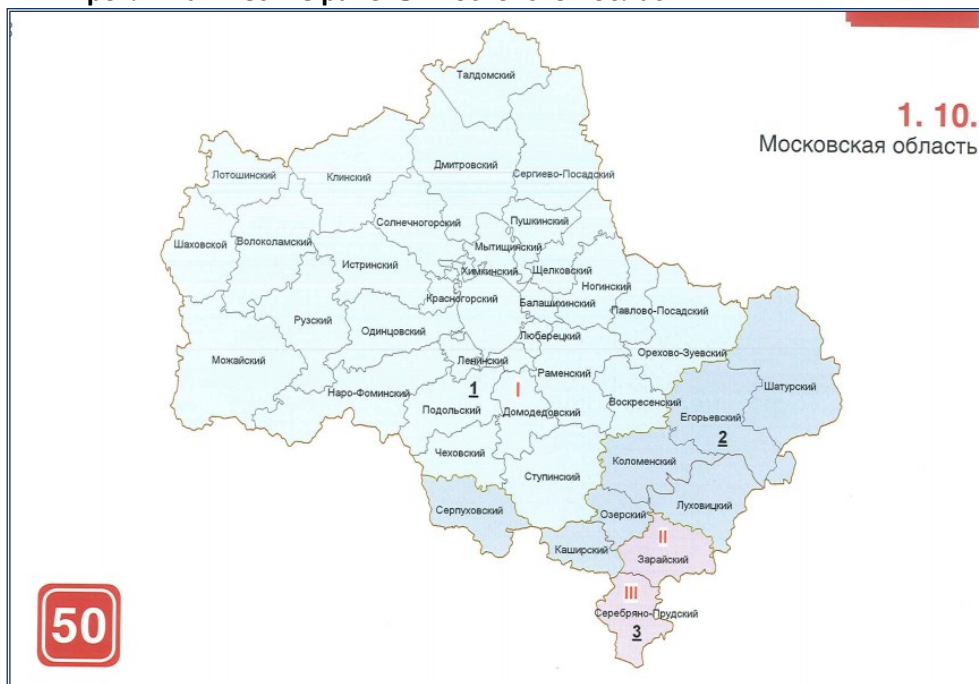 1. 10.
Московская область
Талдомский
Дмитровский
Сергиево-Посадский
Лотошинский
Клинский
Солнечногорский
Пушкинский
Шаховской
Волоколамский
Мытищинский
Истринский
Химкинский
Щелковский
Ногинский
Красногорский
Балашихинский
Павлово-Посадский
Рузский
Одинцовский
Люберецкий
Можайский
Ленинский
Орехово-Зуевский
Раменский
Шатурский
Наро-Фоминский
1
I
Воскресенский
Подольский
Домодедовский
Егорьевский
2
Чеховский
Коломенский
Ступинский
Серпуховский
Озерский
Луховицкий
II
Каширский
Зарайский
III
Серебряно-Прудский
3
50